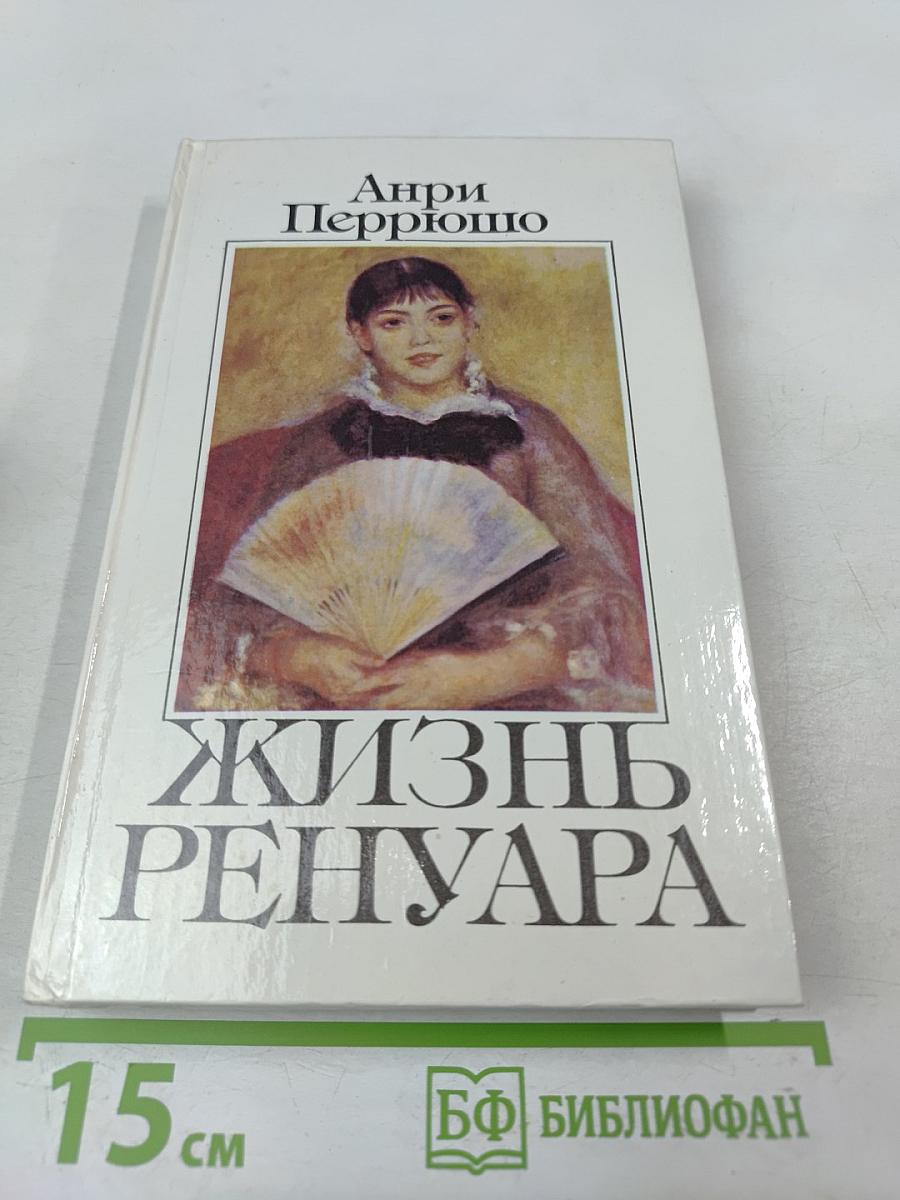 Анри
Перрюшо
ЖИЗНЬ
РЕНУАРА
15 см
БФ БИБЛИОФАН